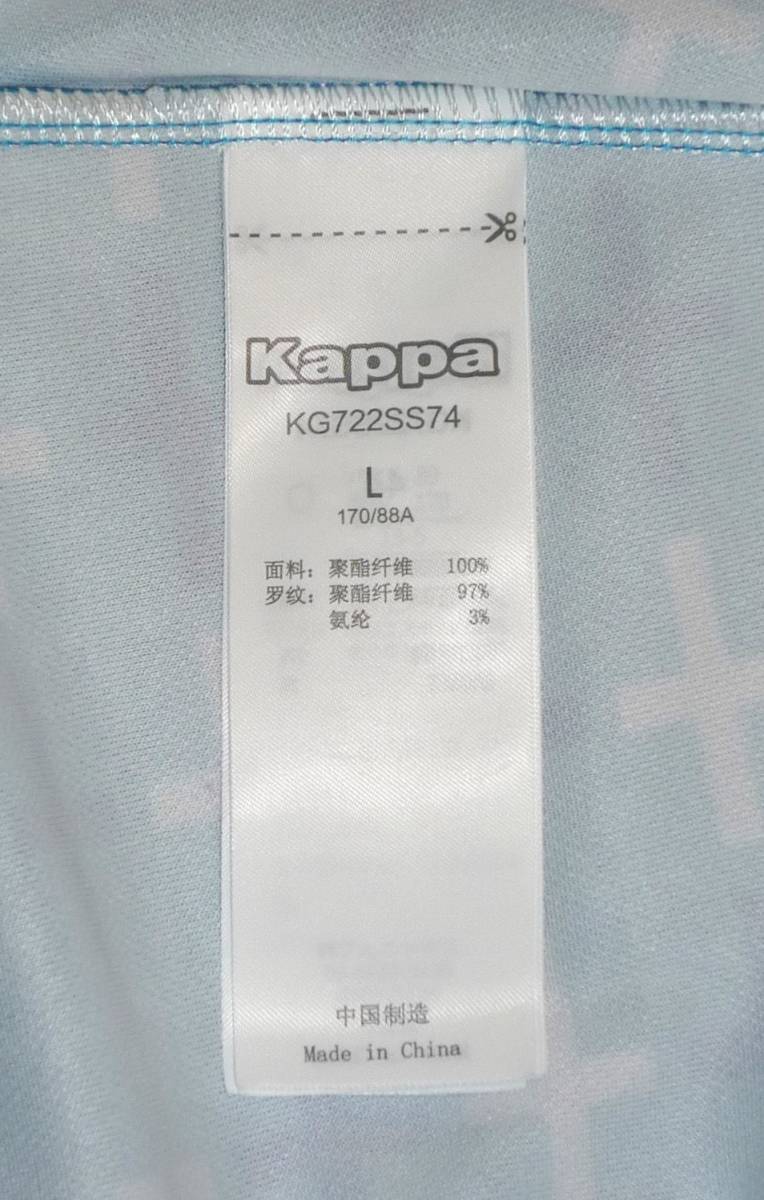 Kappa
KG722SS74
L
170/88A
面料: 聚酯纤维 100%
罗纹: 聚酯纤维 97%
氨纶 3%
中国制造
Made in China